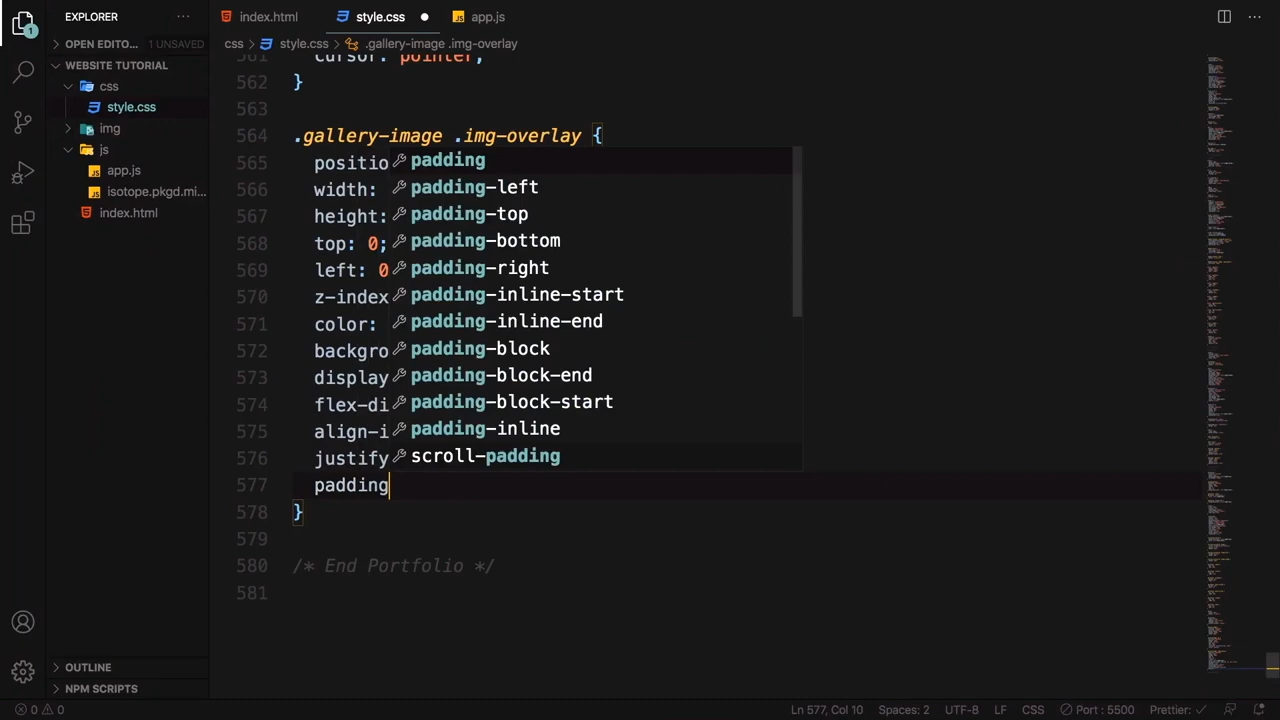 EXPLORER
index.html
style.css
app.js
OPEN EDITO... 1 UNSAVED
css > style.css > .gallery-image .img-overlay
WEBSITE TUTORIAL
css
style.css
img
js
app.js
isotope.pkgd.mi...
index.html
561 cursor: pointer;
562 }
563
564 .gallery-image .img-overlay {
565 positio
566 width:
567 height:
568 top: 0;
569 left: 0
570 z-index
571 color:
572 backgro
573 display
574 flex-di
575 align-i
576 justify
577 padding
578 }
579
580 /* End Portfolio */
581
padding
padding-left
padding-top
padding-bottom
padding-right
padding-inline-start
padding-inline-end
padding-block
padding-block-end
padding-block-start
padding-inline
scroll-padding
1
OUTLINE
NPM SCRIPTS
0 0
Ln 577, Col 10
Spaces: 2
UTF-8
LF
CSS
Port : 5500
Prettier: ✓